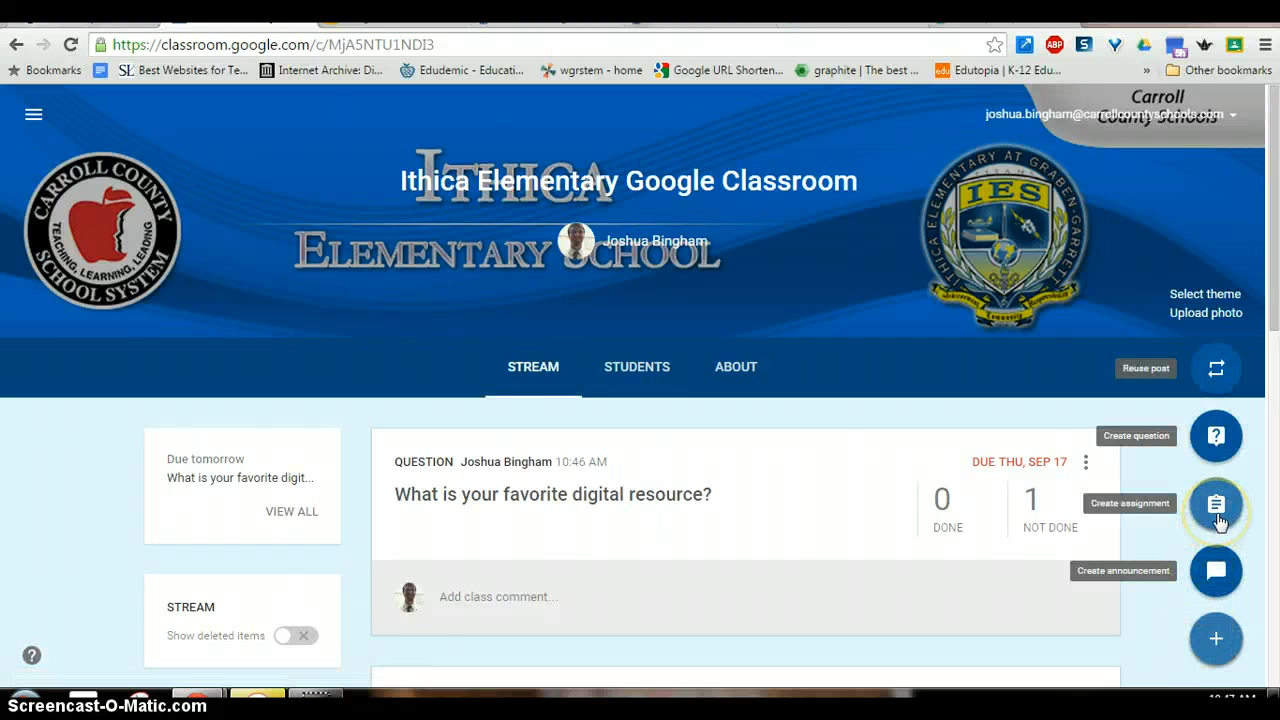 https://classroom.google.com/c/MjA5NTU1NDI3
Bookmarks
Best Websites for Te...
Internet Archive: Di...
Edudemic - Educati...
wgrstem - home
Google URL Shorten...
graphite | The best ...
Edutopia | K-12 Edu...
»
Other bookmarks
Carroll
County Schools
joshua.bingham@carrollcountyschools.com
CARROLL COUNTY
SCHOOL SYSTEM
TEACHING, LEARNING, LEADING
ITHICA
Ithica Elementary Google Classroom
Joshua Bingham
ELEMENTARY SCHOOL
ITHICA ELEMENTARY AT GRABEN-GARRETT
IES
Select theme
Upload photo
STREAM
STUDENTS
ABOUT
Reuse post
Create question
Due tomorrow
What is your favorite digit...
VIEW ALL
QUESTION Joshua Bingham 10:46 AM
DUE THU, SEP 17
What is your favorite digital resource?
0
DONE
1
NOT DONE
Create assignment
Create announcement
Add class comment...
STREAM
Show deleted items
Screencast-O-Matic.com